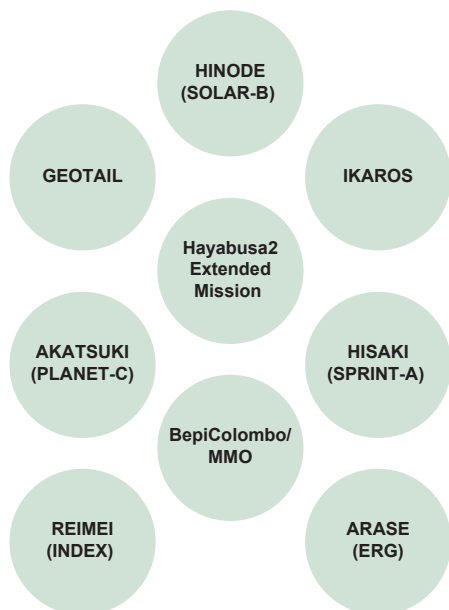 HINODE
(SOLAR-B)
GEOTAIL
IKAROS
Hayabusa2
Extended
Mission
AKATSUKI
(PLANET-C)
HISAKI
(SPRINT-A)
BepiColombo/
MMO
REIMEI
(INDEX)
ARASE
(ERG)